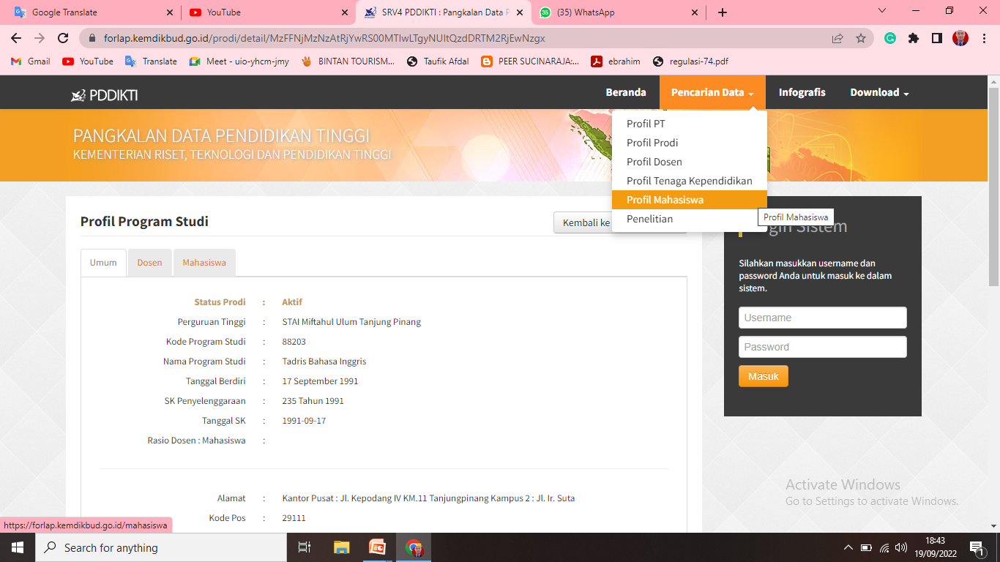 Google Translate
YouTube
SRV4 PDDIKTI : Pangkalan Data P
(35) WhatsApp
forlap.kemdikbud.go.id/prodi/detail/MzFFNjMzNzAtRjYwRS00MTIwLTgyNUItQzdDRTM2RjEwNzgx
Gmail
YouTube
Translate
Meet - uio-yhcm-jmy
BINTAN TOURISM...
Taufik Afdal
PEER SUCINARAJA:...
ebrahim
regulasi-74.pdf
PDDIKTI
Beranda
Pencarian Data
Infografis
Download
PANGKALAN DATA PENDIDIKAN TINGGI
KEMENTERIAN RISET, TEKNOLOGI DAN PENDIDIKAN TINGGI
Profil PT
Profil Prodi
Profil Dosen
Profil Tenaga Kependidikan
Profil Mahasiswa
Penelitian
Profil Mahasiswa
Profil Program Studi
Kembali ke
Umum
Dosen
Mahasiswa
Status Prodi : Aktif
Perguruan Tinggi : STAI Miftahul Ulum Tanjung Pinang
Kode Program Studi : 88203
Nama Program Studi : Tadris Bahasa Inggris
Tanggal Berdiri : 17 September 1991
SK Penyelenggaraan : 235 Tahun 1991
Tanggal SK : 1991-09-17
Rasio Dosen : Mahasiswa :
Alamat : Kantor Pusat : Jl. Kepodang IV KM.11 Tanjungpinang Kampus 2 : Jl. Ir. Suta
Kode Pos : 29111
Sistem
Silahkan masukkan username dan
password Anda untuk masuk ke dalam
sistem.
Username
Password
Masuk
Activate Windows
Go to Settings to activate Windows.
https://forlap.kemdikbud.go.id/mahasiswa
Search for anything
18:43
19/09/2022
1